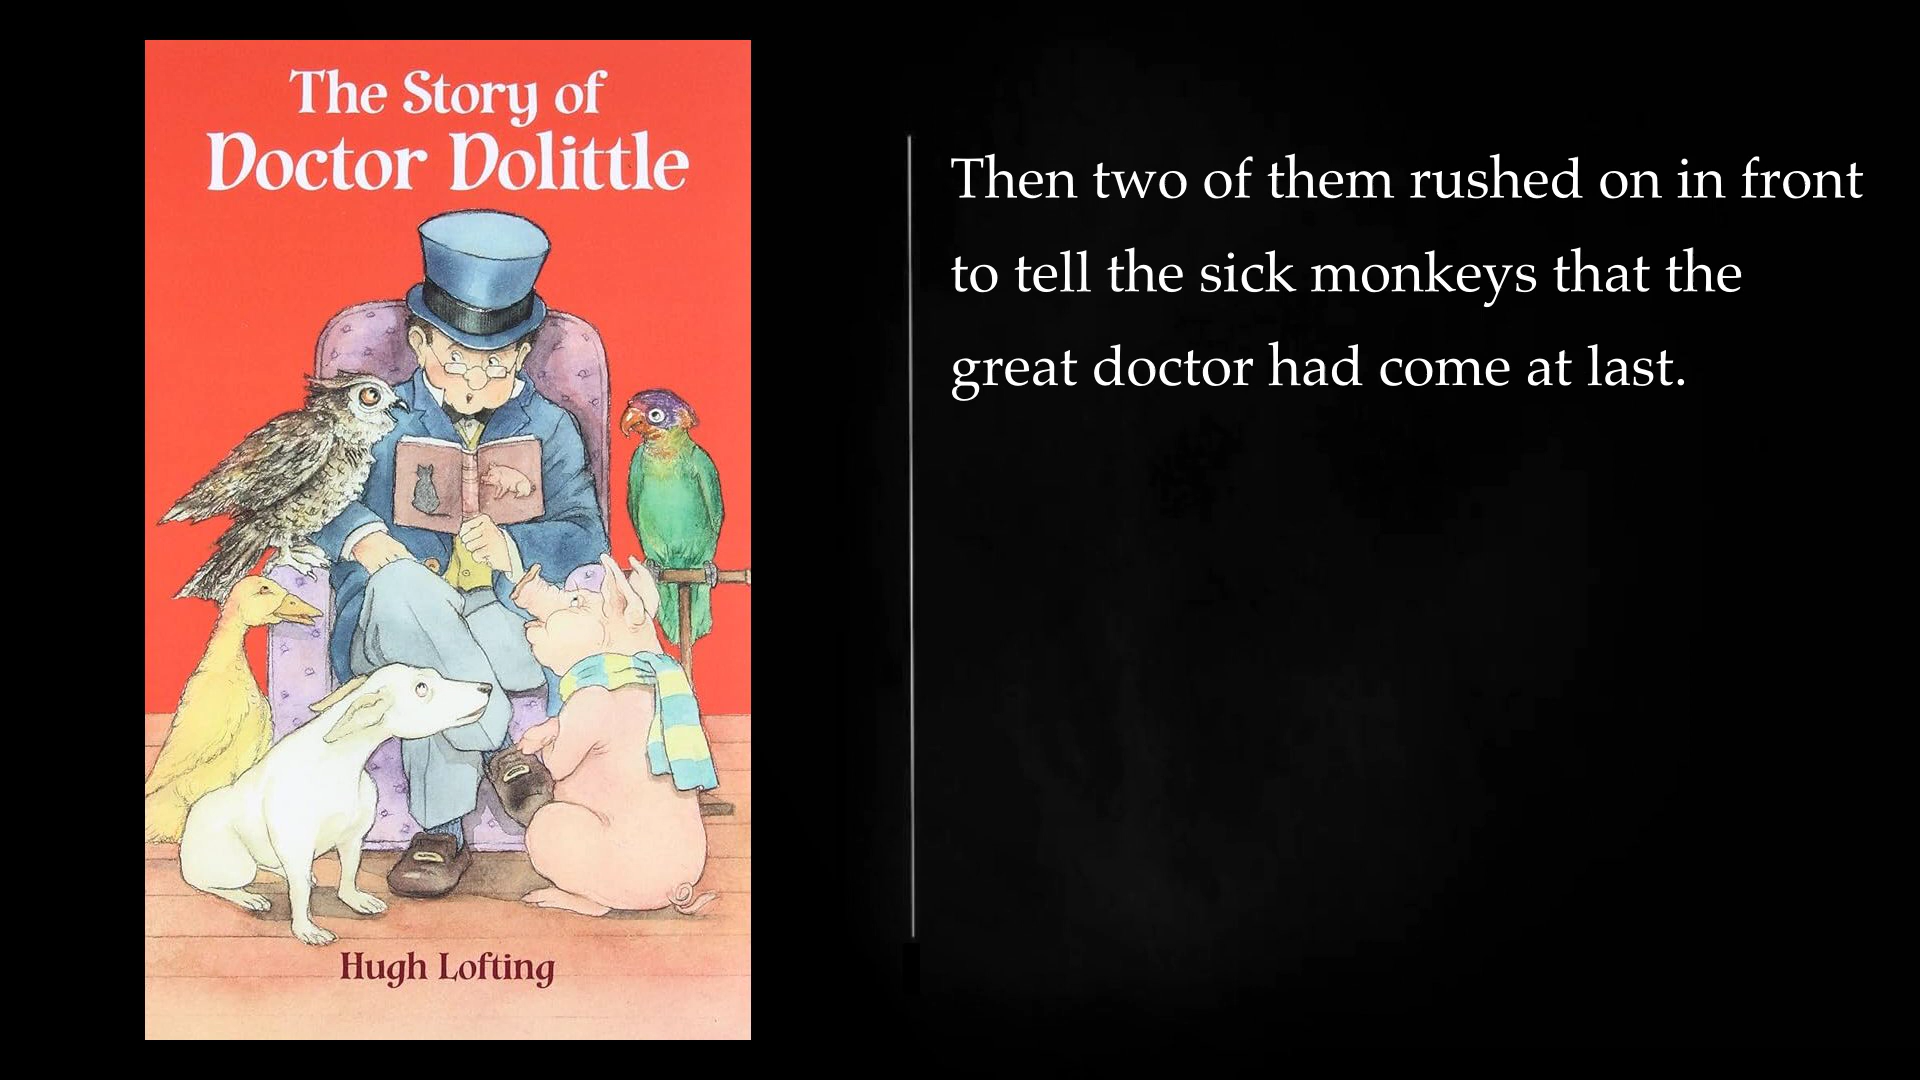 The Story of
Doctor Dolittle
Hugh Lofting
Then two of them rushed on in front
to tell the sick monkeys that the
great doctor had come at last.